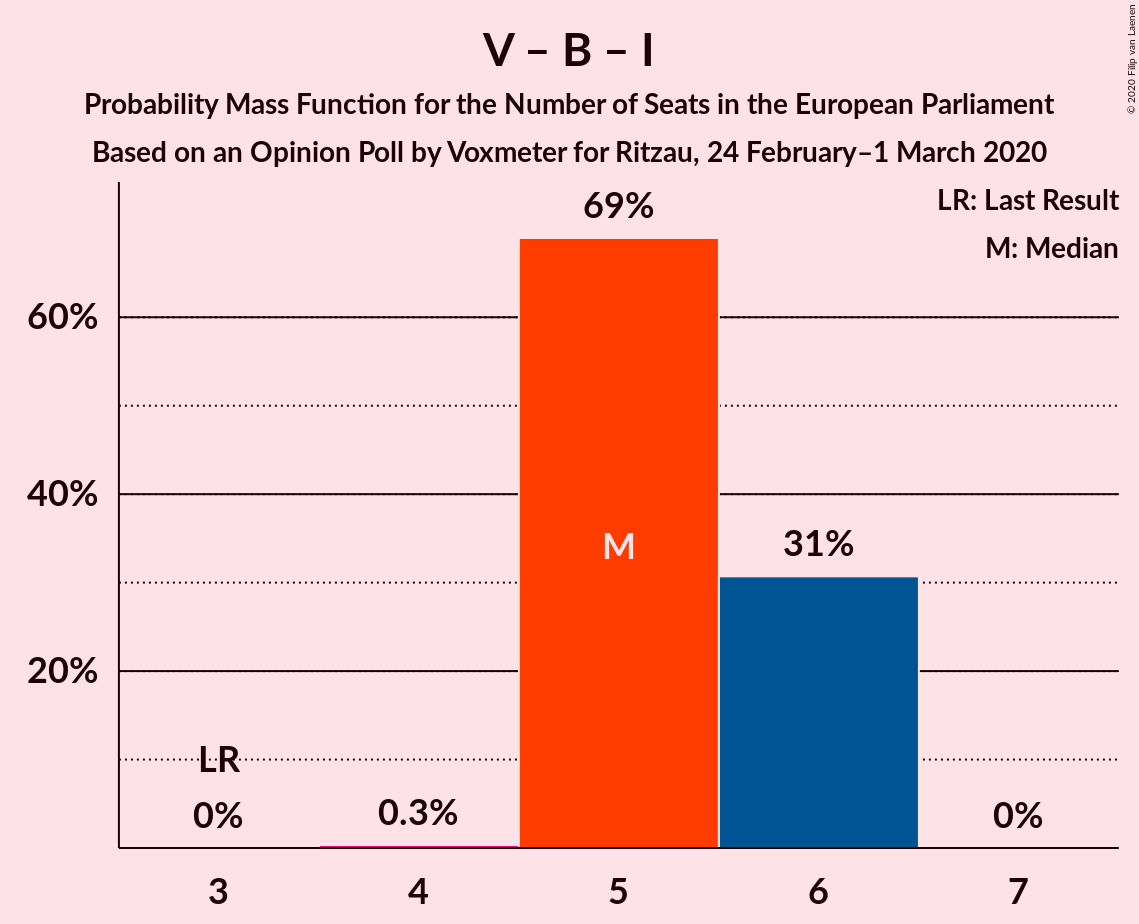 V – B – I
Probability Mass Function for the Number of Seats in the European Parliament
Based on an Opinion Poll by Voxmeter for Ritzau, 24 February–1 March 2020
© 2020 Filip van Laenen
LR: Last Result
M: Median
69%
60%
40%
M
31%
20%
LR
0%
0.3%
0%
3
4
5
6
7